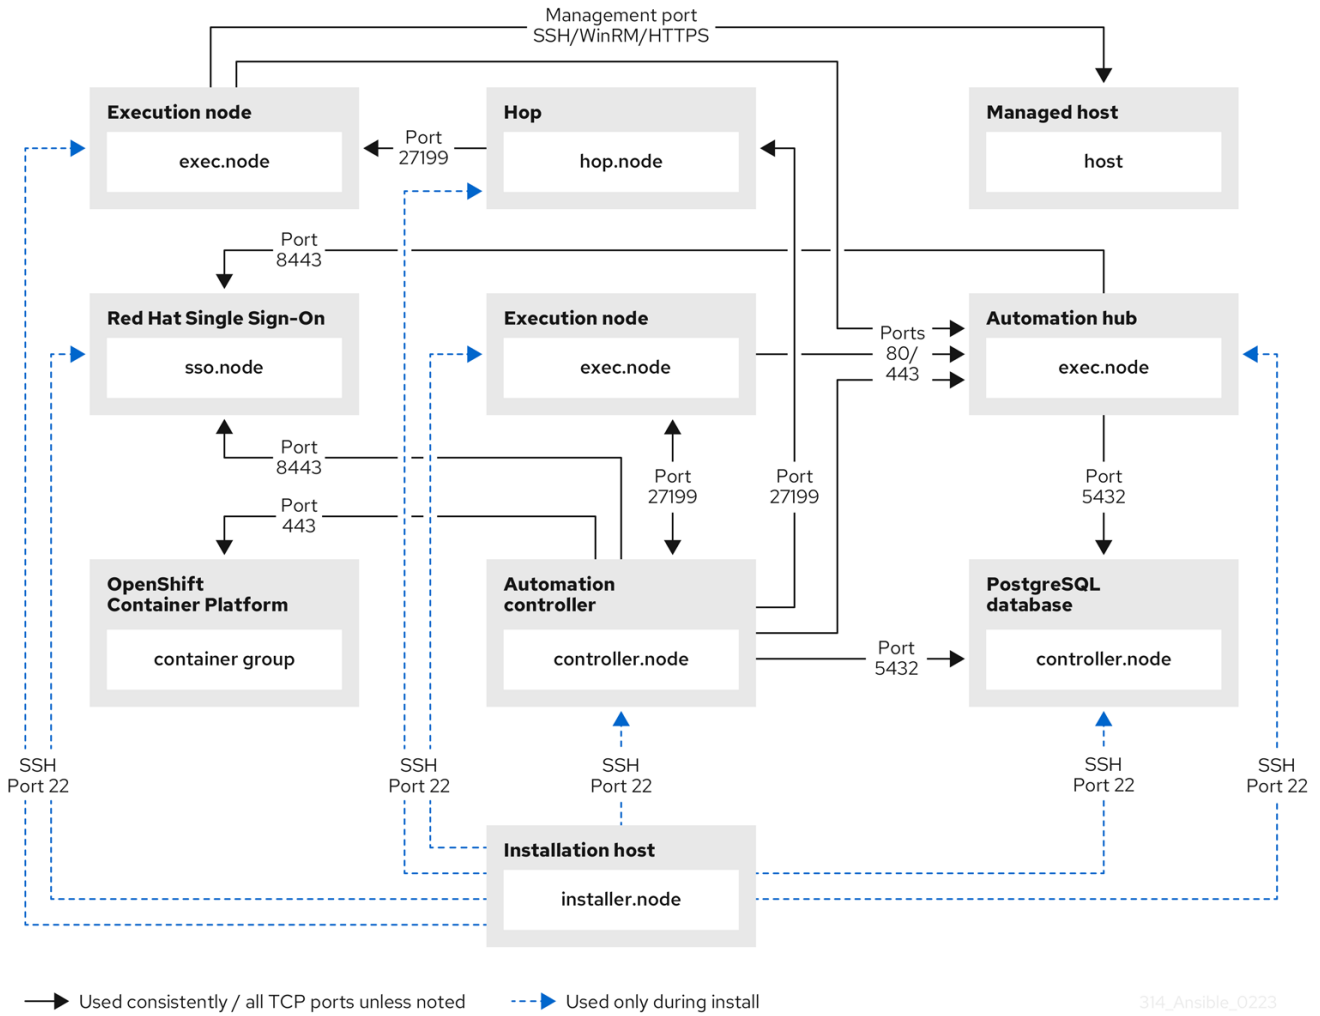 Management port
SSH/WinRM/HTTPS
Execution node
exec.node
Port
27199
Hop
hop.node
Managed host
host
Port
8443
Red Hat Single Sign-On
sso.node
Execution node
exec.node
Ports
80/
443
Automation hub
exec.node
Port
8443
Port
443
Port
27199
Port
27199
Port
5432
OpenShift
Container Platform
container group
Automation
controller
controller.node
Port
5432
PostgreSQL
database
controller.node
SSH
Port 22
SSH
Port 22
SSH
Port 22
SSH
Port 22
SSH
Port 22
Installation host
installer.node
Used consistently / all TCP ports unless noted
Used only during install
314_Ansible_0223